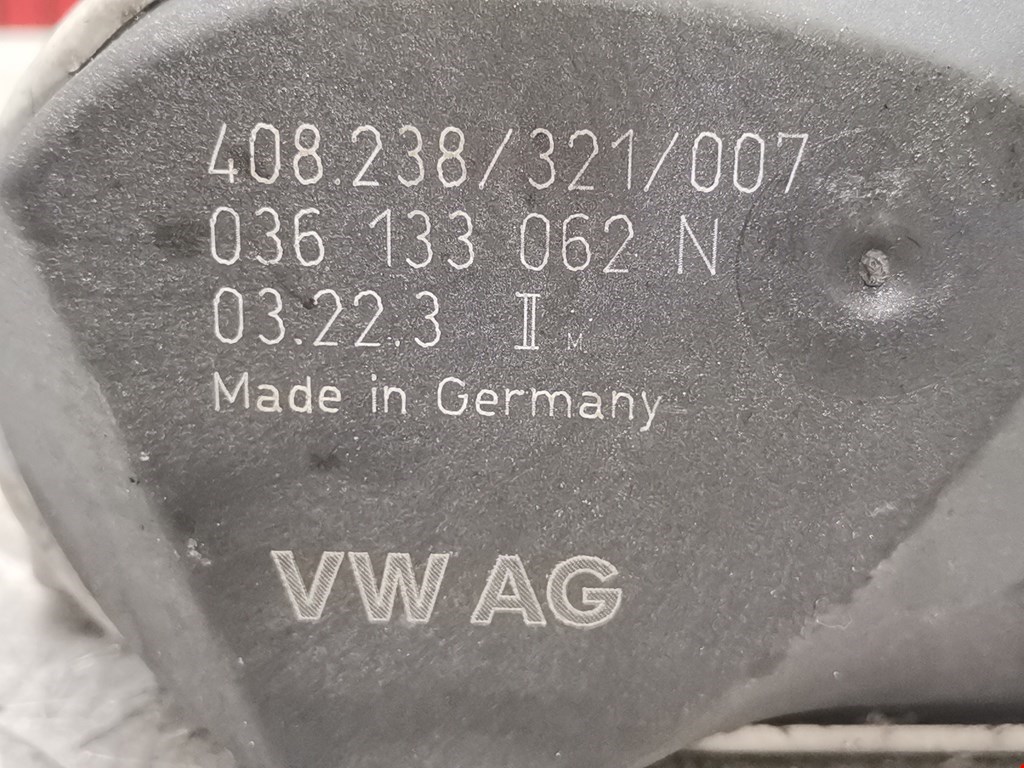 408.238/321/007
036 133 062 N
03.22.3 II M
Made in Germany
VW AG